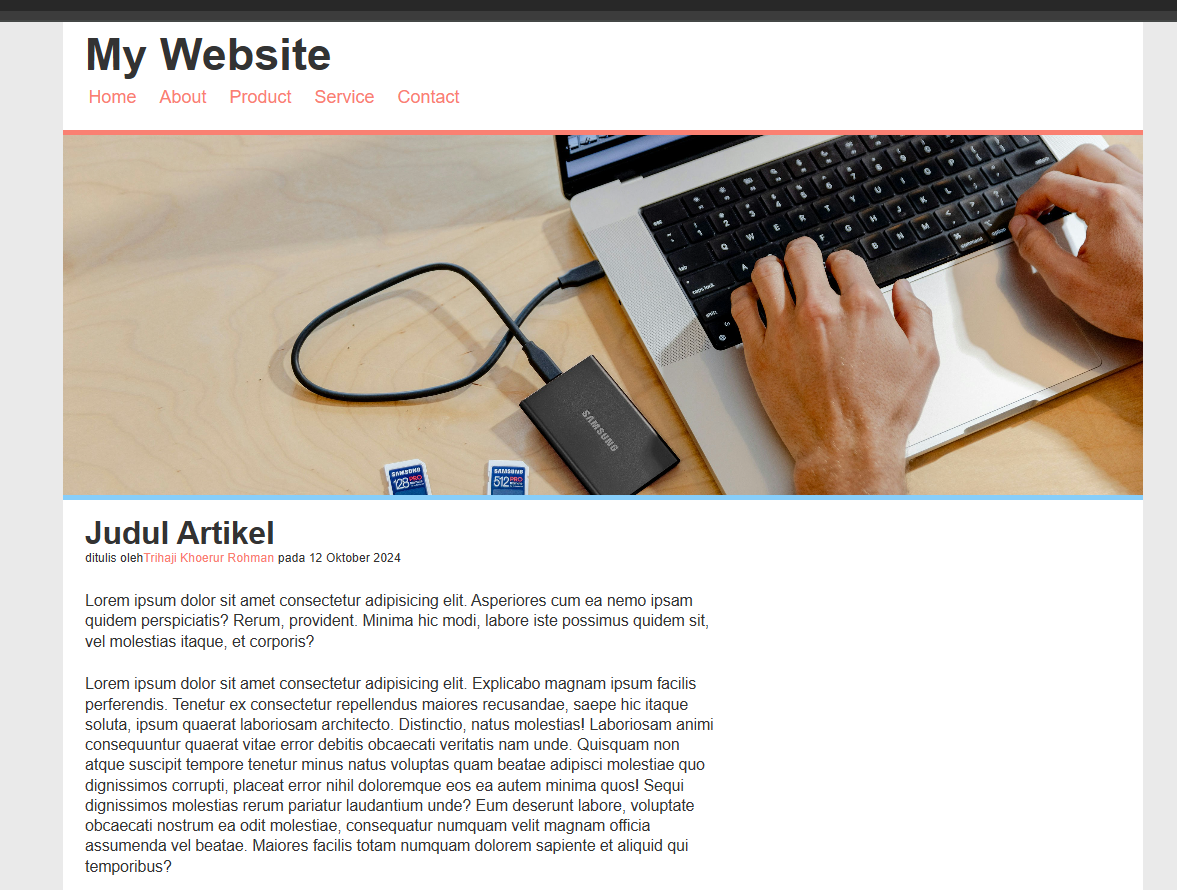 My Website
Home About Product Service Contact
esc
tab
caps lock
shift
Q W E R T Y U I O P
A F G H J K L
B N M
command option
SAMSUNG
SAMSUNG
128 PRO
SAMSUNG
512 PRO
Judul Artikel
ditulis olehTrihaji Khoerur Rohman pada 12 Oktober 2024
Lorem ipsum dolor sit amet consectetur adipisicing elit. Asperiores cum ea nemo ipsam
quidem perspiciatis? Rerum, provident. Minima hic modi, labore iste possimus quidem sit,
vel molestias itaque, et corporis?
Lorem ipsum dolor sit amet consectetur adipisicing elit. Explicabo magnam ipsum facilis
perferendis. Tenetur ex consectetur repellendus maiores recusandae, saepe hic itaque
soluta, ipsum quaerat laboriosam architecto. Distinctio, natus molestias! Laboriosam animi
consequuntur quaerat vitae error debitis obcaecati veritatis nam unde. Quisquam non
atque suscipit tempore tenetur minus natus voluptas quam beatae adipisci molestiae quo
dignissimos corrupti, placeat error nihil doloremque eos ea autem minima quos! Sequi
dignissimos molestias rerum pariatur laudantium unde? Eum deserunt labore, voluptate
obcaecati nostrum ea odit molestiae, consequatur numquam velit magnam officia
assumenda vel beatae. Maiores facilis totam numquam dolorem sapiente et aliquid qui
temporibus?